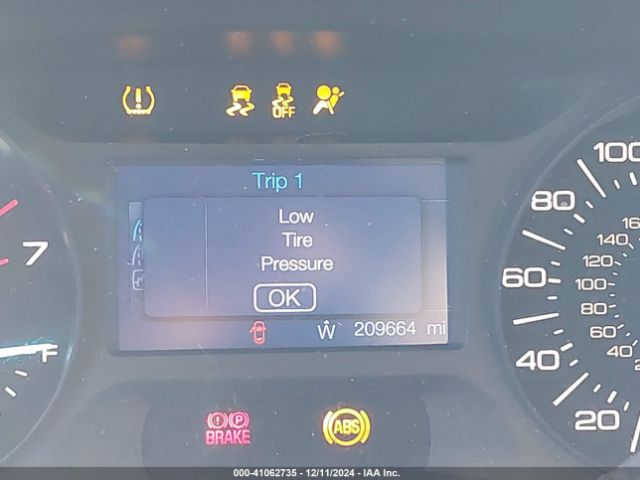 OFF
Trip 1
Low
Tire
Pressure
OK
W 209664 mi
7
F
100
80
60
40
20
140
120
100
80
60
40
BRAKE
ABS
000-41062735 - 12/11/2024 - IAA Inc.